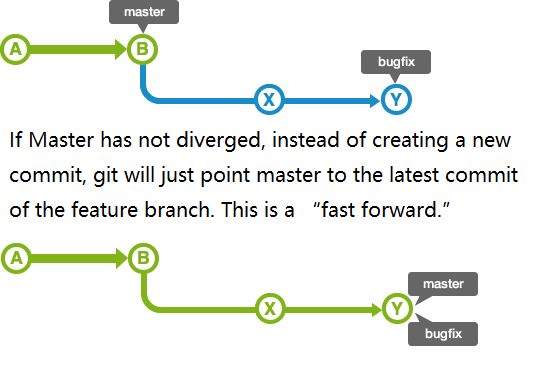 master
A B
bugfix
X Y
If Master has not diverged, instead of creating a new
commit, git will just point master to the latest commit
of the feature branch. This is a “fast forward.”
A B
master
X Y
bugfix